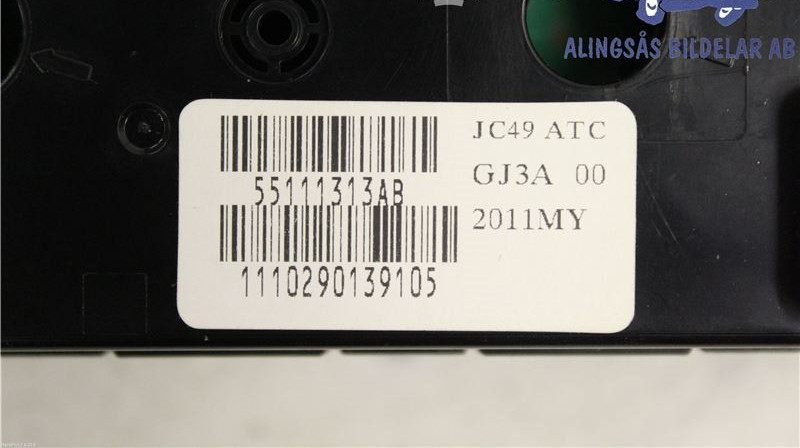 ALINGSÅS BILDELAR AB
JC49 ATC
55111313AB
GJ3A 00
2011MY
1110290139105